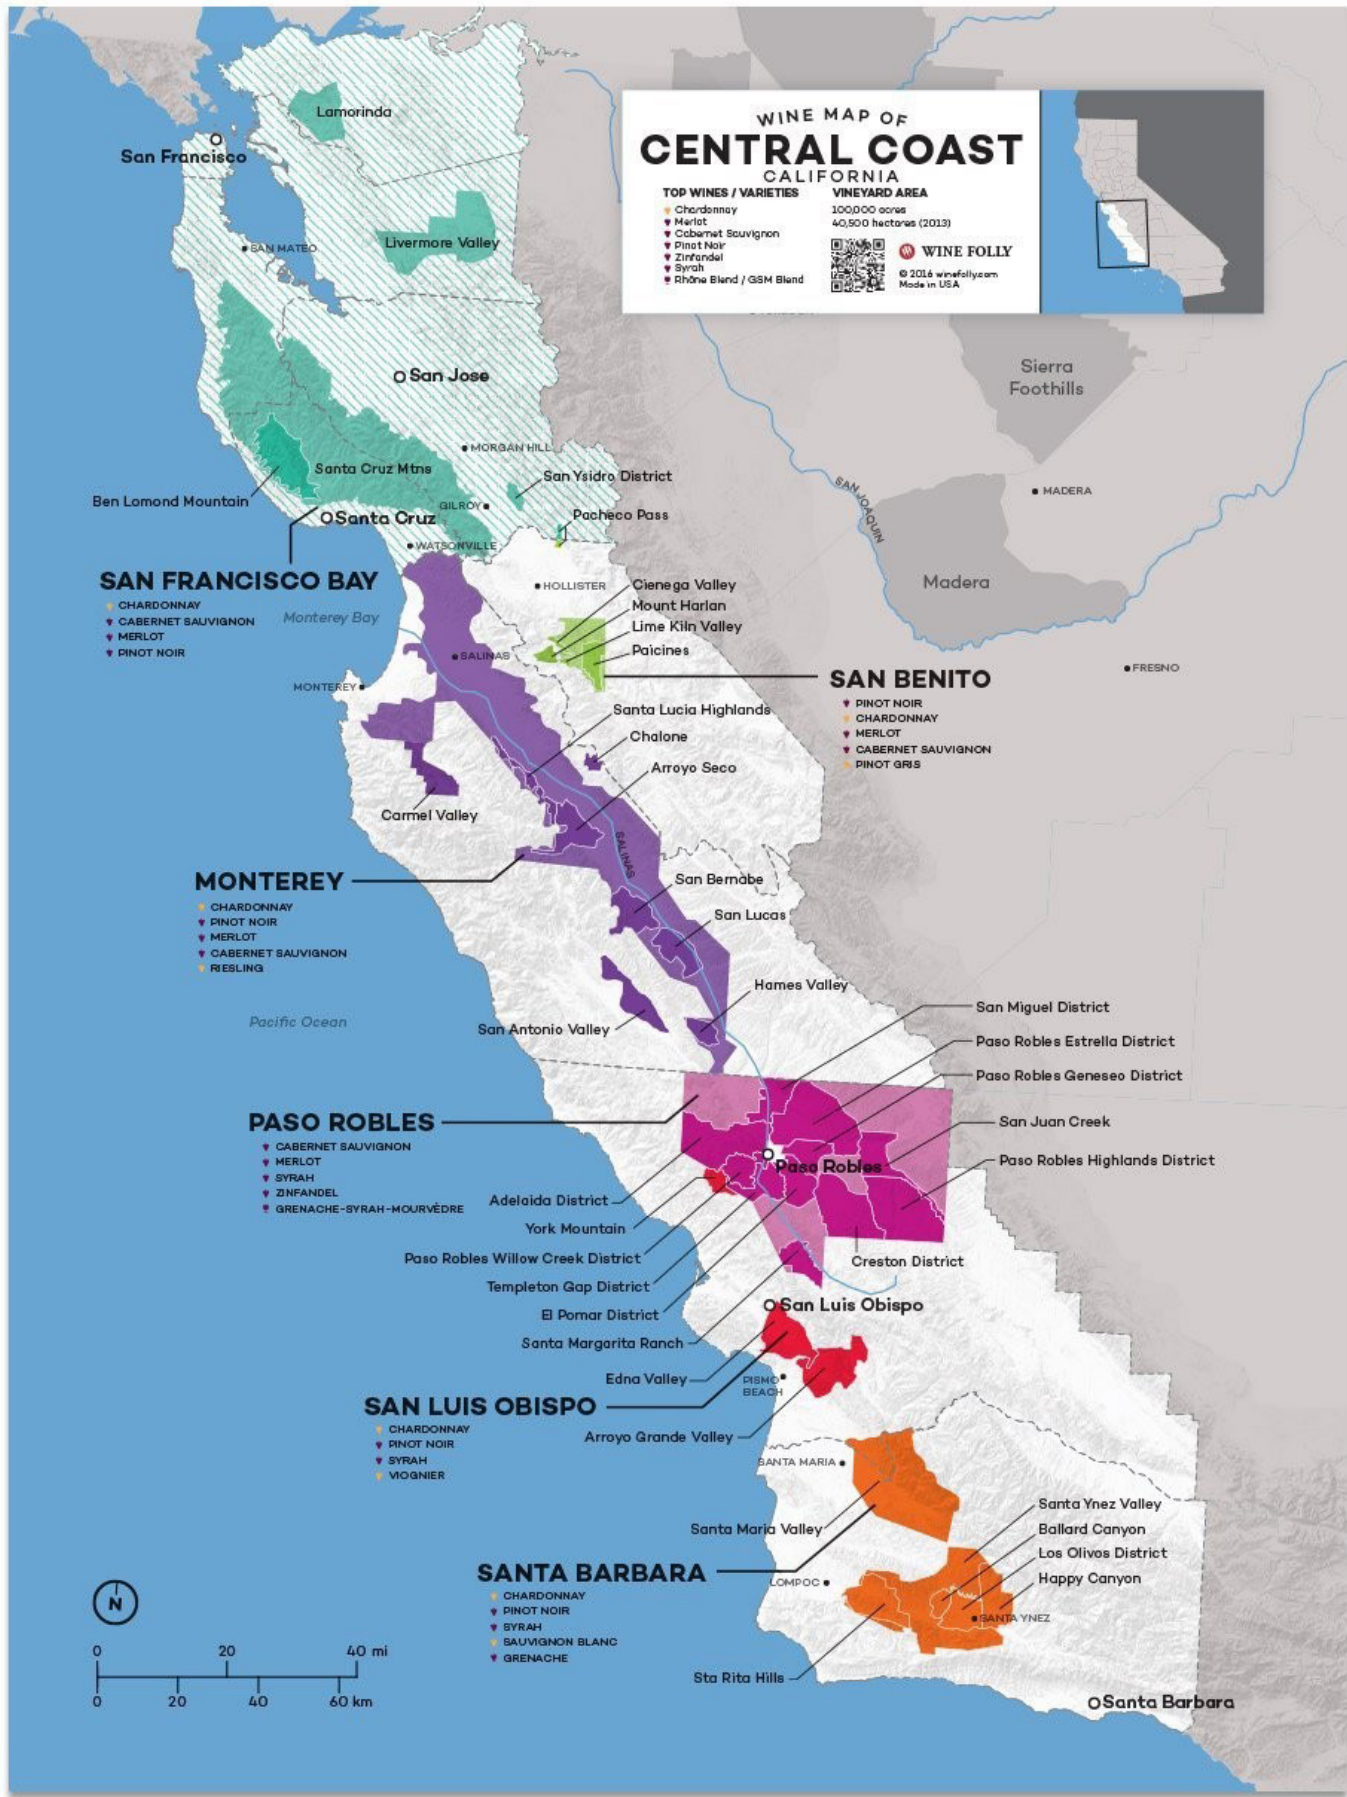 WINE MAP OF
CENTRAL COAST
CALIFORNIA
TOP WINES / VARIETIES
Chardonnay
Merlot
Cabernet Sauvignon
Pinot Noir
Zinfandel
Syrah
Rhône Blend / GSM Blend
VINEYARD AREA
100,000 acres
40,500 hectares (2013)
WINE FOLLY
© 2016 winefolly.com
Made in USA
Lamorinda
San Francisco
SAN MATEO
Livermore Valley
San Jose
Sierra
Foothills
MORGAN HILL
Santa Cruz Mtns
San Ysidro District
Ben Lomond Mountain
GILROY
Santa Cruz
Pacheco Pass
WATSONVILLE
MADERA
SAN JOAQUIN
Madera
FRESNO
SAN FRANCISCO BAY
CHARDONNAY
CABERNET SAUVIGNON
MERLOT
PINOT NOIR
Monterey Bay
HOLLISTER
Cienega Valley
Mount Harlan
Lime Kiln Valley
Paicines
SALINAS
MONTEREY
SAN BENITO
PINOT NOIR
CHARDONNAY
MERLOT
CABERNET SAUVIGNON
PINOT GRIS
Santa Lucia Highlands
Chalone
Arroyo Seco
Carmel Valley
SALINAS
MONTEREY
CHARDONNAY
PINOT NOIR
MERLOT
CABERNET SAUVIGNON
RIESLING
San Bernabe
San Lucas
Hames Valley
Pacific Ocean
San Antonio Valley
San Miguel District
Paso Robles Estrella District
Paso Robles Geneseo District
San Juan Creek
Paso Robles Highlands District
PASO ROBLES
CABERNET SAUVIGNON
MERLOT
SYRAH
ZINFANDEL
GRENACHE-SYRAH-MOURVÈDRE
Paso Robles
Adelaida District
York Mountain
Paso Robles Willow Creek District
Creston District
Templeton Gap District
El Pomar District
San Luis Obispo
Santa Margarita Ranch
Edna Valley
PISMO
BEACH
SAN LUIS OBISPO
CHARDONNAY
PINOT NOIR
SYRAH
VIOGNIER
Arroyo Grande Valley
SANTA MARIA
Santa Maria Valley
Santa Ynez Valley
Ballard Canyon
Los Olivos District
Happy Canyon
SANTA BARBARA
CHARDONNAY
PINOT NOIR
SYRAH
SAUVIGNON BLANC
GRENACHE
LOMPOC
SANTA YNEZ
Sta Rita Hills
Santa Barbara
N
0 20 40 mi
0 20 40 60 km